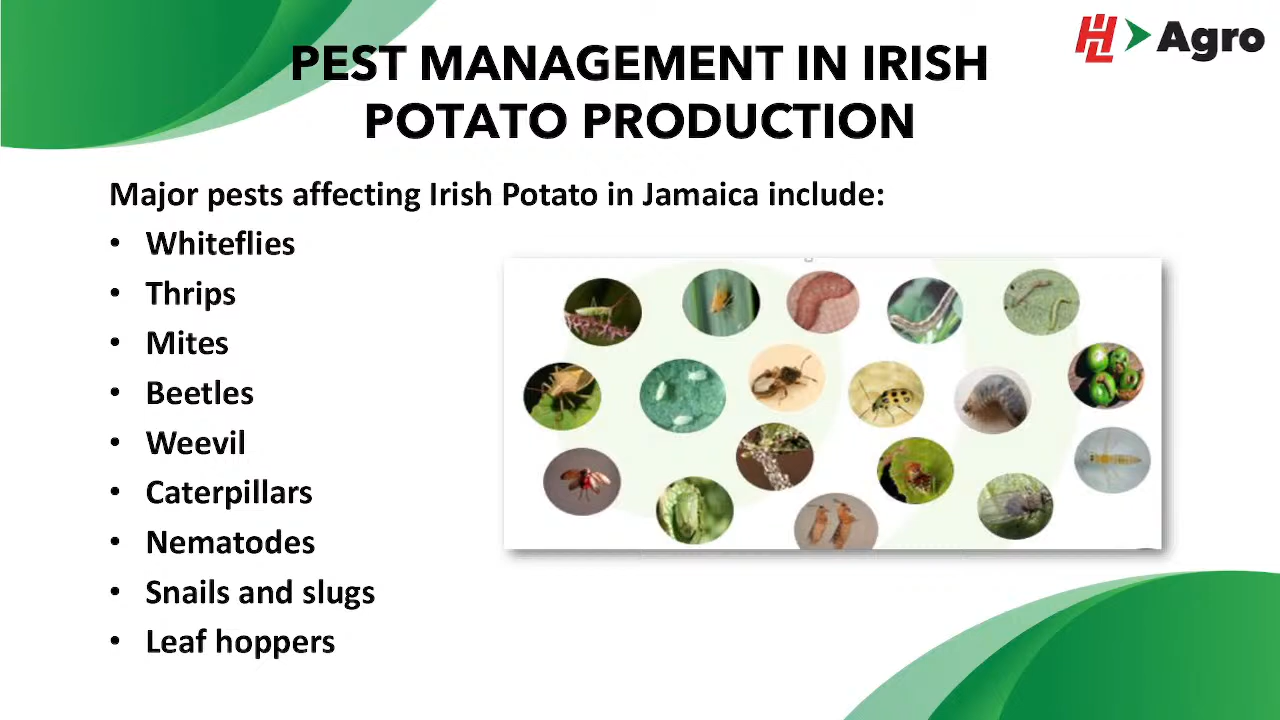 HL Agro
PEST MANAGEMENT IN IRISH
POTATO PRODUCTION
Major pests affecting Irish Potato in Jamaica include:
• Whiteflies
• Thrips
• Mites
• Beetles
• Weevil
• Caterpillars
• Nematodes
• Snails and slugs
• Leaf hoppers